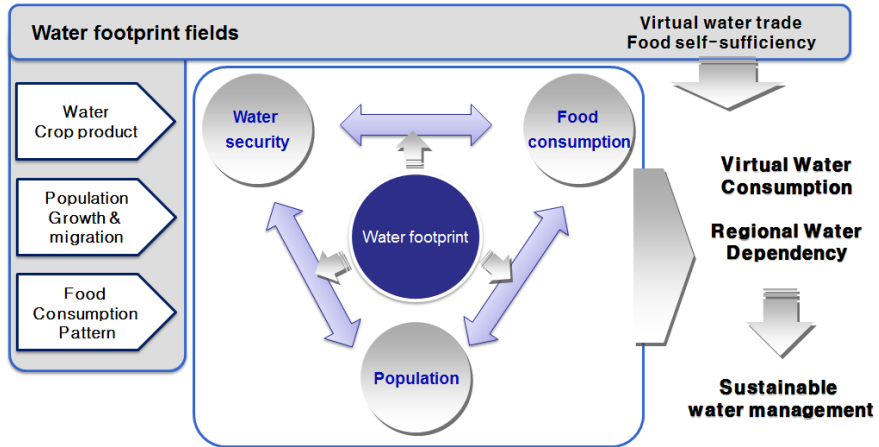 Water footprint fields
Virtual water trade
Food self-sufficiency
Water
Crop product
Population
Growth &
migration
Food
Consumption
Pattern
Water
security
Food
consumption
Water footprint
Population
Virtual Water
Consumption
Regional Water
Dependency
Sustainable
water management